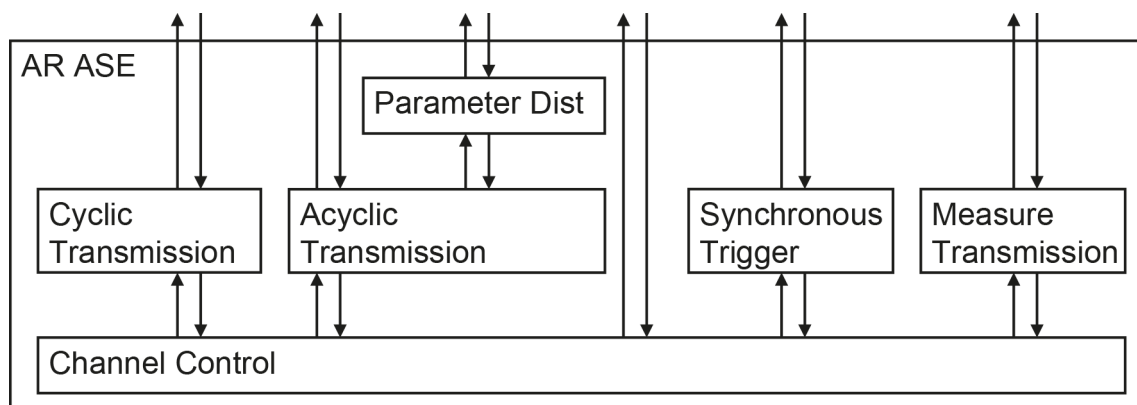 AR ASE
Parameter Dist
Cyclic
Transmission
Acyclic
Transmission
Synchronous
Trigger
Measure
Transmission
Channel Control